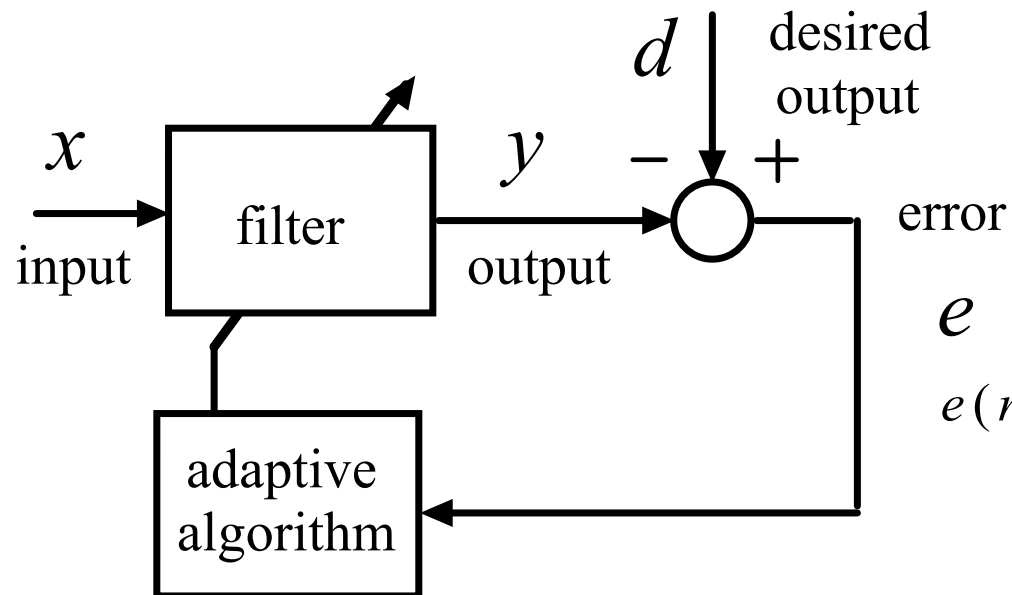 x
input
filter
y
output
d
desired
output
− +
error
e
e(
adaptive
algorithm